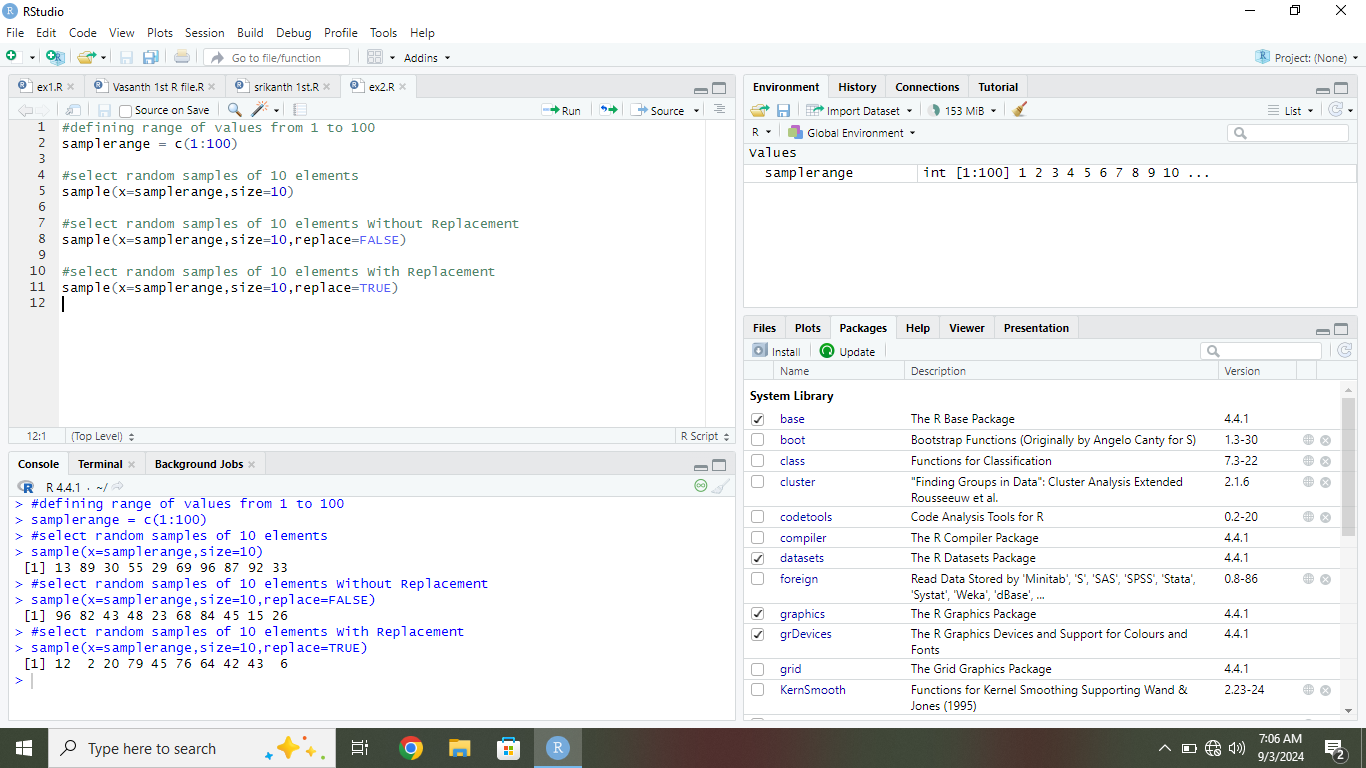 RStudio
File Edit Code View Plots Session Build Debug Profile Tools Help
Go to file/function Addins Project: (None)
ex1.R Vasanth 1st R file.R srikanth 1st.R ex2.R
Source on Save Run Source
1 #defining range of values from 1 to 100
2 samplerange = c(1:100)
3
4 #select random samples of 10 elements
5 sample(x=samplerange,size=10)
6
7 #select random samples of 10 elements Without Replacement
8 sample(x=samplerange,size=10,replace=FALSE)
9
10 #select random samples of 10 elements With Replacement
11 sample(x=samplerange,size=10,replace=TRUE)
12
12:1 (Top Level) R Script
Console Terminal Background Jobs
R 4.4.1 · ~/
> #defining range of values from 1 to 100
> samplerange = c(1:100)
> #select random samples of 10 elements
> sample(x=samplerange,size=10)
[1] 13 89 30 55 29 69 96 87 92 33
> #select random samples of 10 elements Without Replacement
> sample(x=samplerange,size=10,replace=FALSE)
[1] 96 82 43 48 23 68 84 45 15 26
> #select random samples of 10 elements With Replacement
> sample(x=samplerange,size=10,replace=TRUE)
[1] 12  2 20 79 45 76 64 42 43  6
>
Environment History Connections Tutorial
Import Dataset 153 MiB List
R Global Environment
Values
samplerange int [1:100] 1 2 3 4 5 6 7 8 9 10 ...
Files Plots Packages Help Viewer Presentation
Install Update
Name Description Version
System Library
base The R Base Package 4.4.1
boot Bootstrap Functions (Originally by Angelo Canty for S) 1.3-30
class Functions for Classification 7.3-22
cluster "Finding Groups in Data": Cluster Analysis Extended 2.1.6
Rousseeuw et al.
codetools Code Analysis Tools for R 0.2-20
compiler The R Compiler Package 4.4.1
datasets The R Datasets Package 4.4.1
foreign Read Data Stored by 'Minitab', 'S', 'SAS', 'SPSS', 'Stata', 0.8-86
'Systat', 'Weka', 'dBase', ...
graphics The R Graphics Package 4.4.1
grDevices The R Graphics Devices and Support for Colours and 4.4.1
Fonts
grid The Grid Graphics Package 4.4.1
KernSmooth Functions for Kernel Smoothing Supporting Wand & 2.23-24
Jones (1995)
Type here to search
7:06 AM
9/3/2024
2